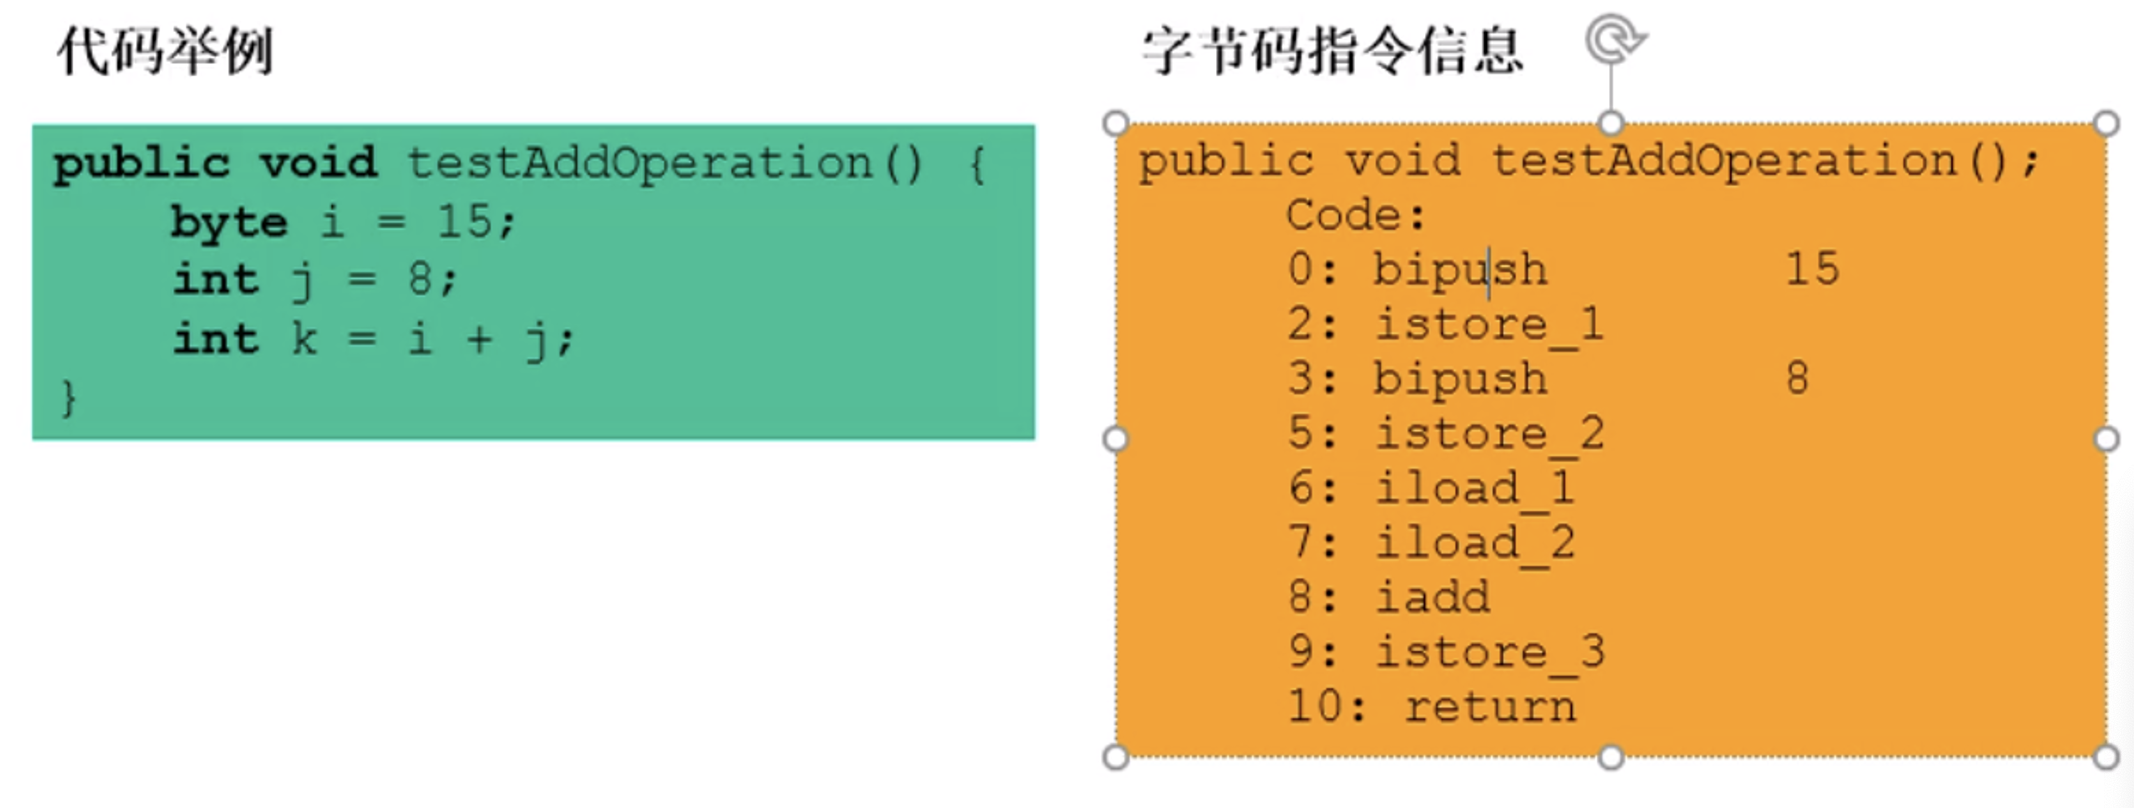 代码举例
public void testAddOperation() {
byte i = 15;
int j = 8;
int k = i + j;
}
字节码指令信息
public void testAddOperation();
Code:
0: bipush 15
2: istore_1
3: bipush 8
5: istore_2
6: iload_1
7: iload_2
8: iadd
9: istore_3
10: return